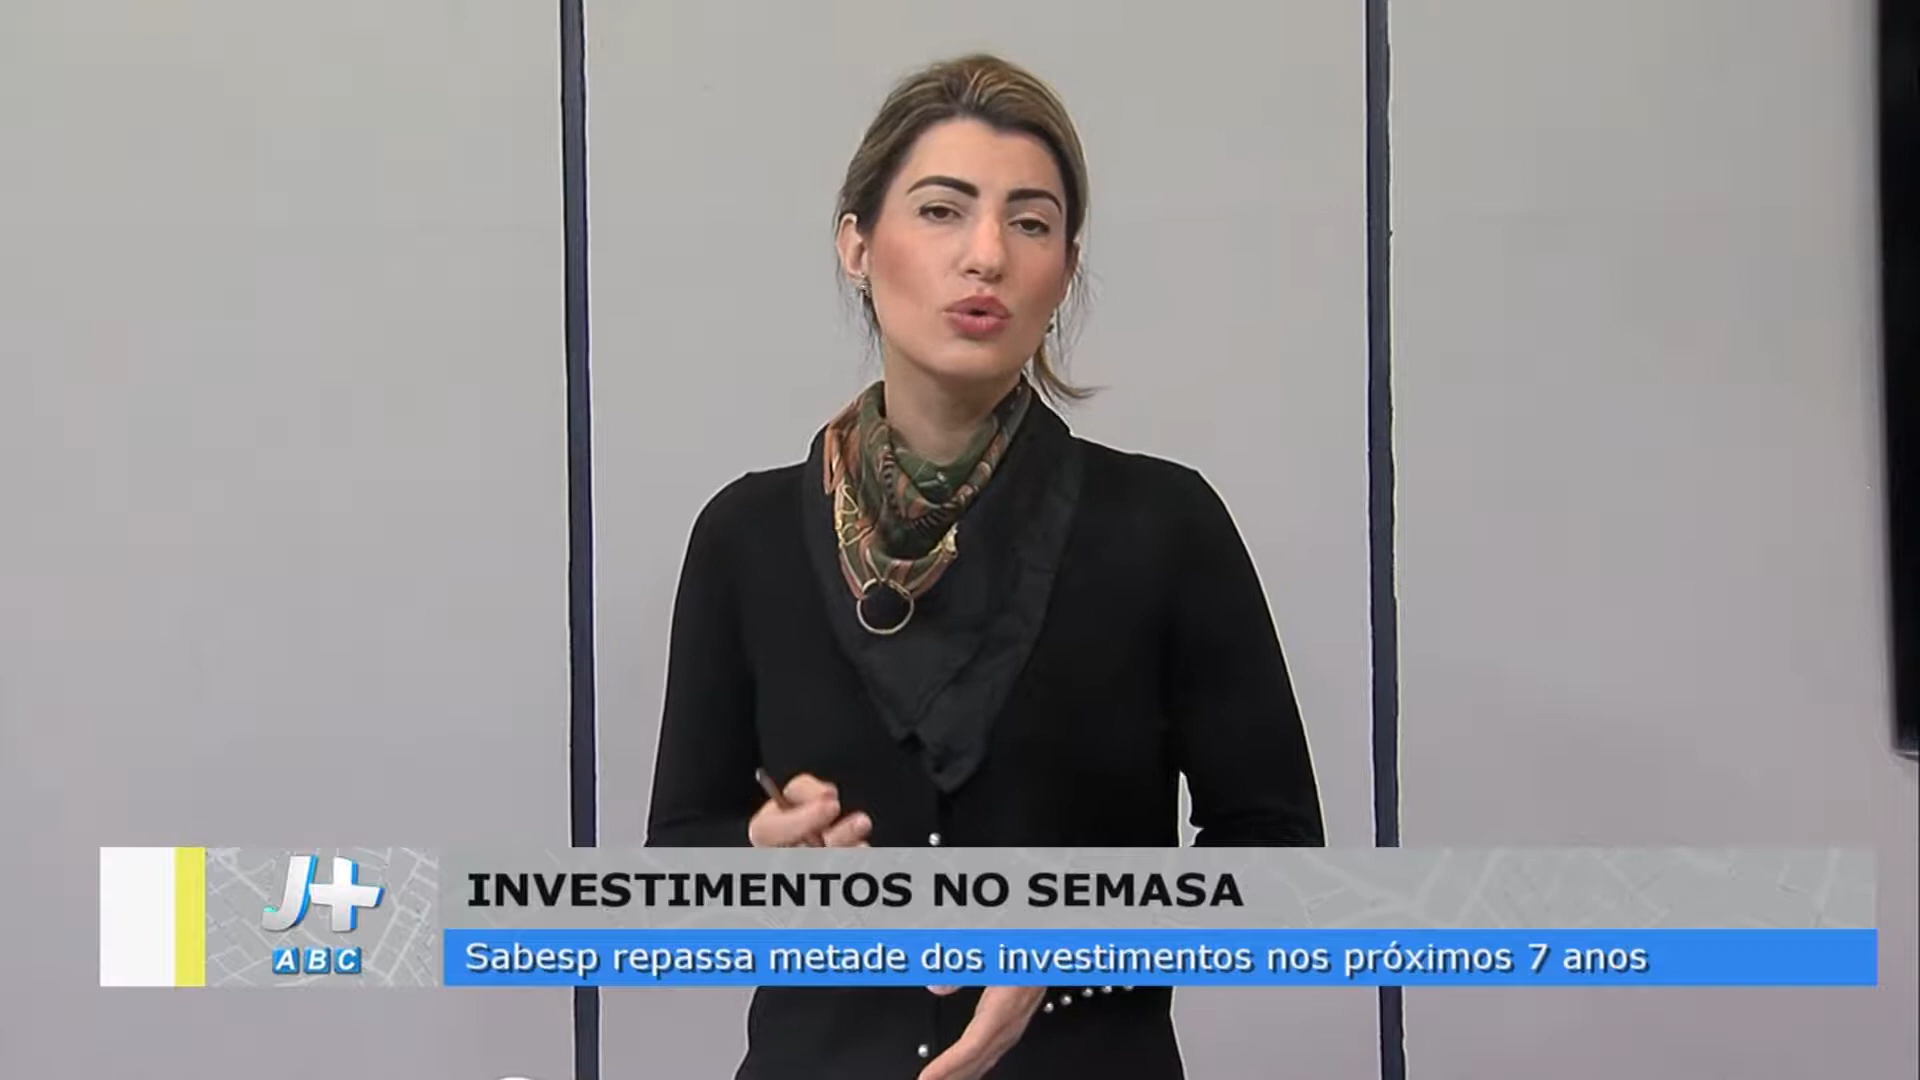 J+
ABC
INVESTIMENTOS NO SEMASA
Sabesp repassa metade dos investimentos nos próximos 7 anos